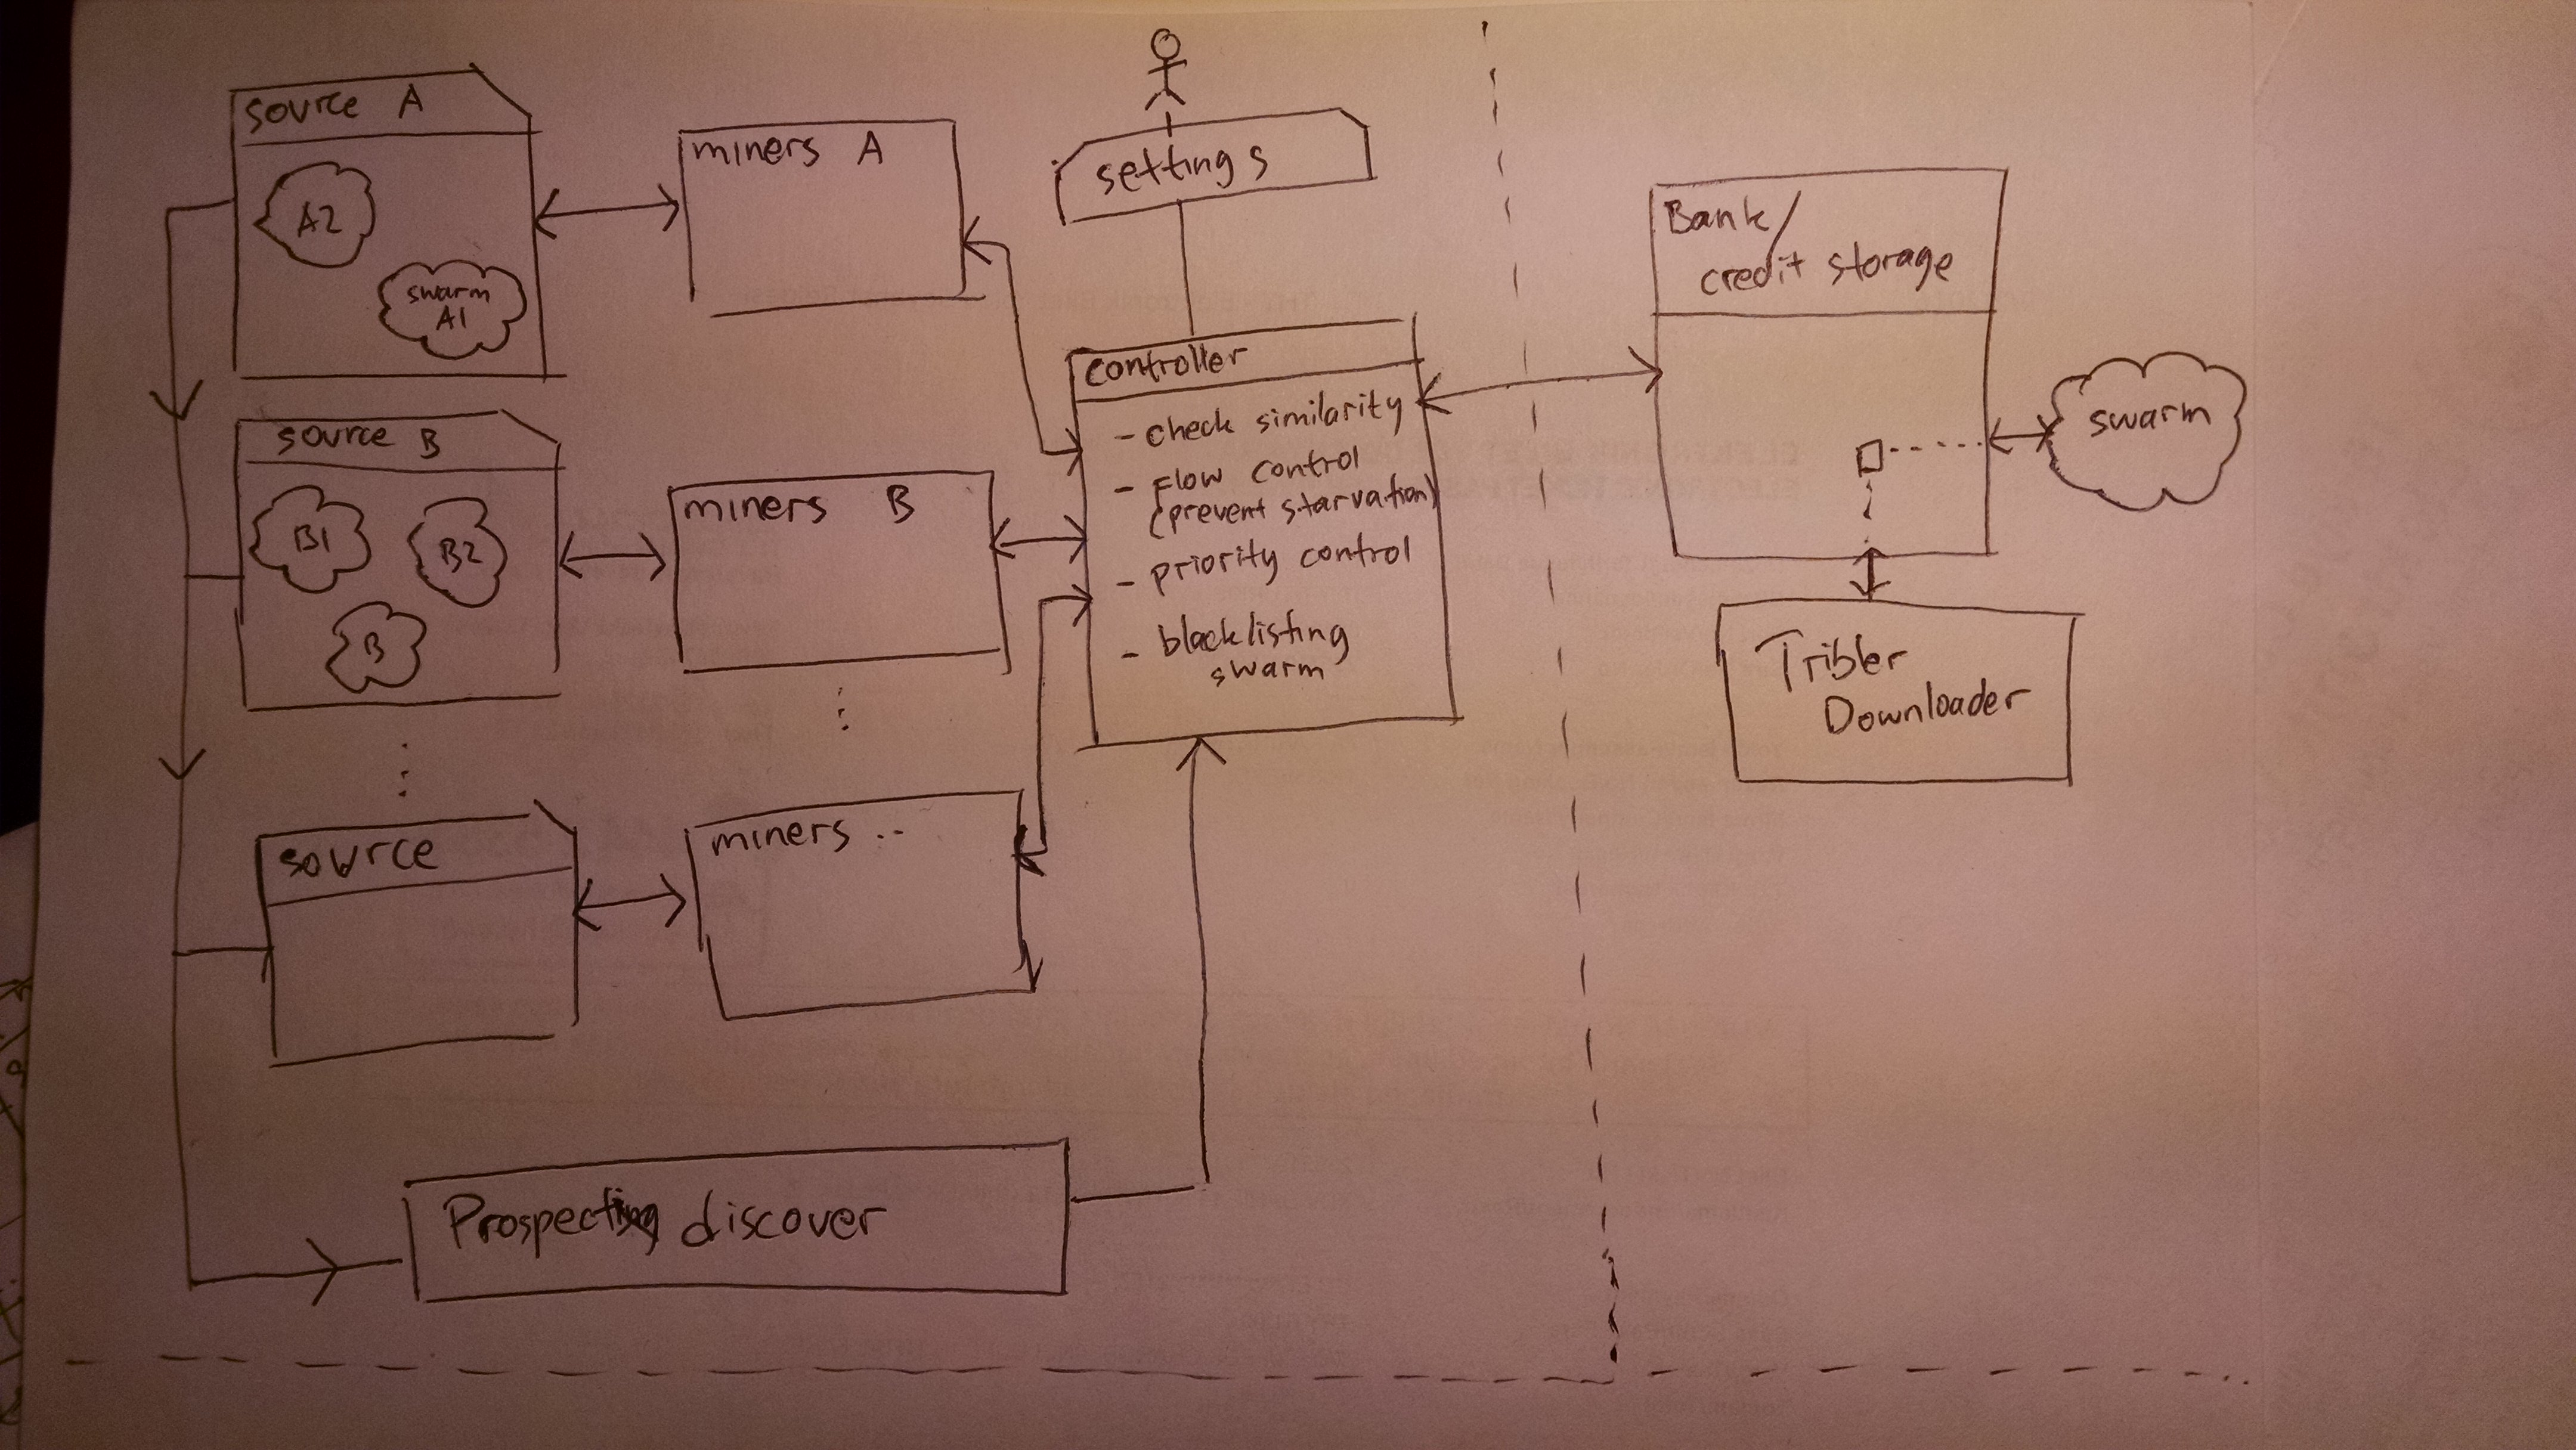 source A
A2
swarm
A1
miners A
settings
source B
B1
B2
B
miners B
controller
- check similarity
- Flow control
(prevent starvation)
- priority control
- blacklisting
swarm
Bank/
credit storage
swarm
Tribler
Downloader
source
miners ..
Prospecting discover